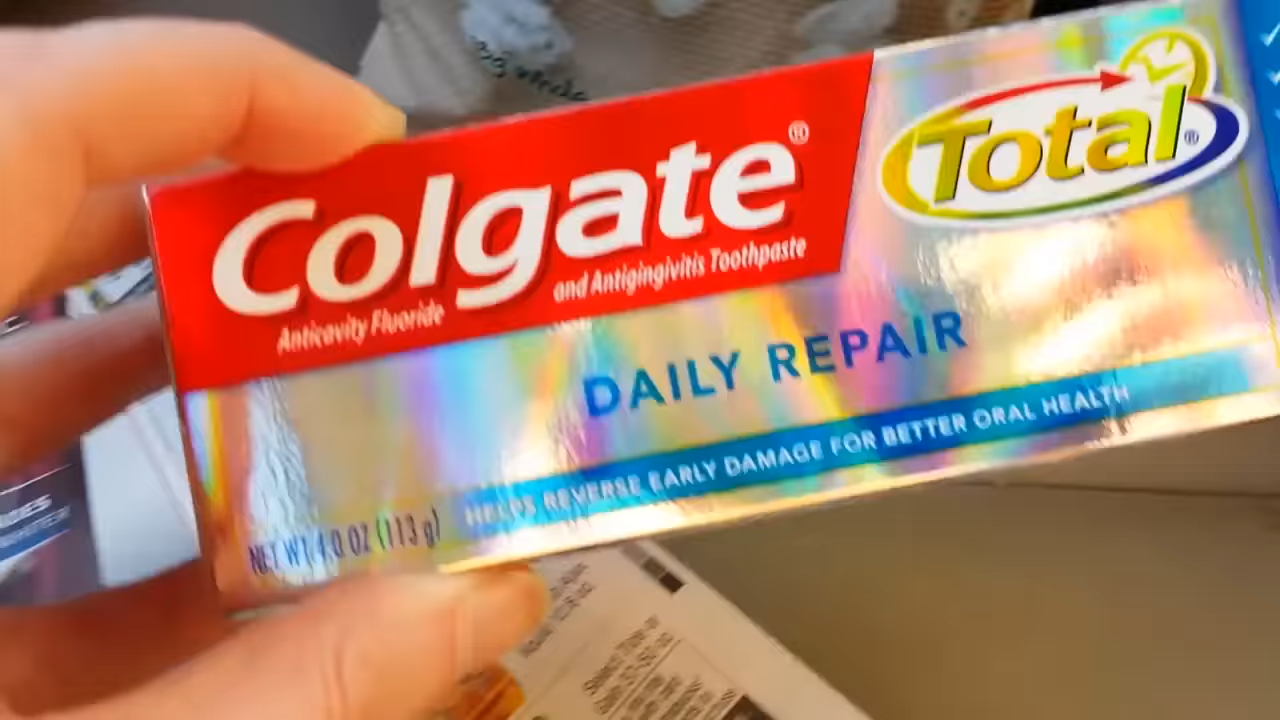 Colgate®
Anticavity Fluoride and Antigingivitis Toothpaste
Total®
DAILY REPAIR
HELPS REVERSE EARLY DAMAGE FOR BETTER ORAL HEALTH
NET WT 4.0 OZ (113 g)